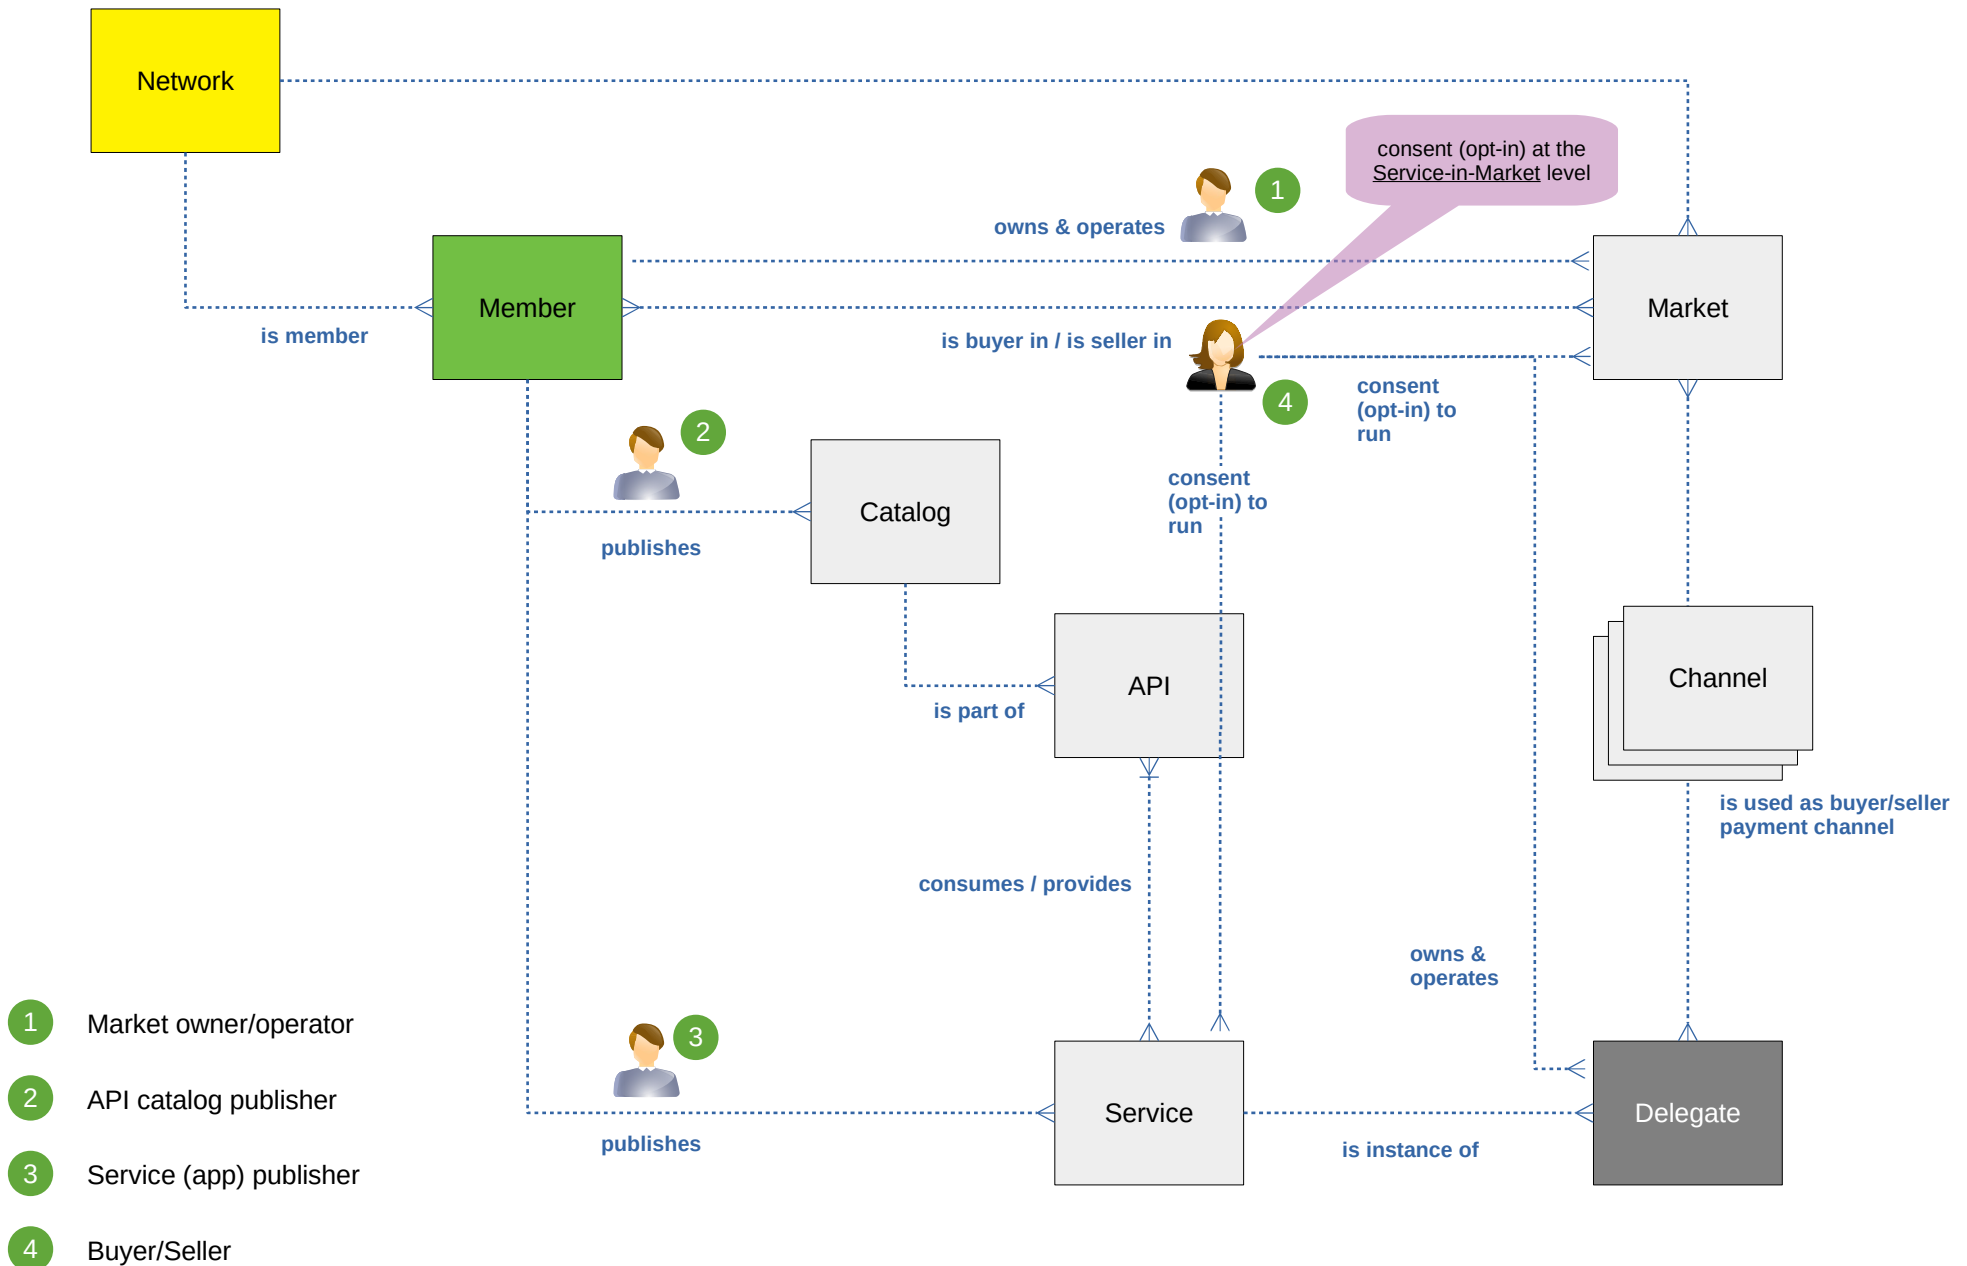 Network
consent (opt-in) at the
Service-in-Market level
1
owns & operates
Member
Market
is member
is buyer in / is seller in
4
consent
(opt-in) to
run
2
Catalog
consent
(opt-in) to
run
publishes
API
Channel
is part of
is used as buyer/seller
payment channel
consumes / provides
owns &
operates
1 Market owner/operator
3
2 API catalog publisher
Service
Delegate
publishes
is instance of
3 Service (app) publisher
4 Buyer/Seller